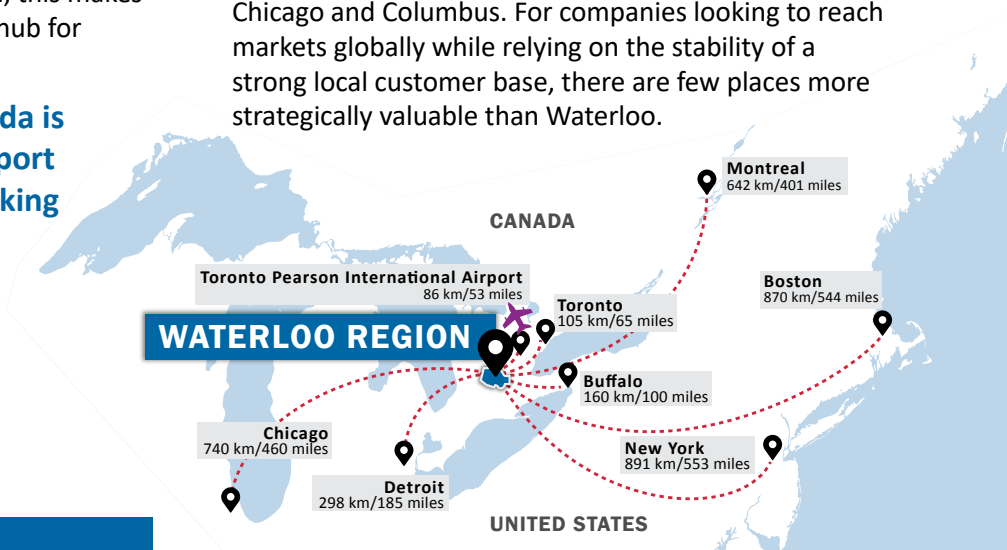 , this makes
hub for
da is
port
king
Chicago and Columbus. For companies looking to reach
markets globally while relying on the stability of a
strong local customer base, there are few places more
strategically valuable than Waterloo.
Montreal
642 km/401 miles
CANADA
Toronto Pearson International Airport
86 km/53 miles
Toronto
105 km/65 miles
Boston
870 km/544 miles
WATERLOO REGION
Buffalo
160 km/100 miles
Chicago
740 km/460 miles
New York
891 km/553 miles
Detroit
298 km/185 miles
UNITED STATES